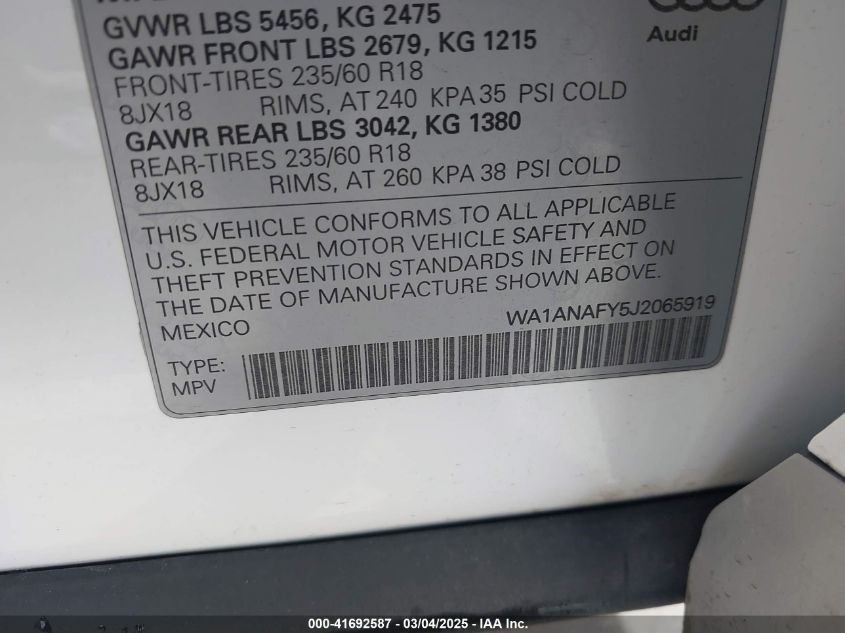 GVWR LBS 5456, KG 2475
GAWR FRONT LBS 2679, KG 1215
FRONT-TIRES 235/60 R18
8JX18 RIMS, AT 240 KPA 35 PSI COLD
GAWR REAR LBS 3042, KG 1380
REAR-TIRES 235/60 R18
8JX18 RIMS, AT 260 KPA 38 PSI COLD
Audi
THIS VEHICLE CONFORMS TO ALL APPLICABLE
U.S. FEDERAL MOTOR VEHICLE SAFETY AND
THEFT PREVENTION STANDARDS IN EFFECT ON
THE DATE OF MANUFACTURE SHOWN ABOVE.
MEXICO WA1ANAFY5J2065919
TYPE:
MPV
000-41692587 - 03/04/2025 - IAA Inc.